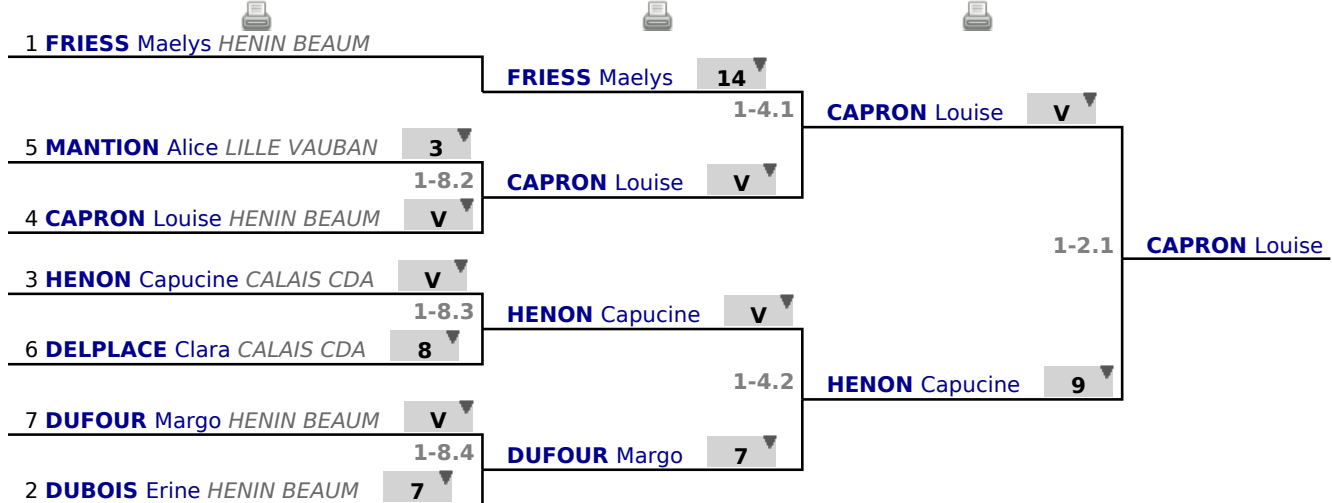 1 FRIESS Maelys HENIN BEAUM
FRIESS Maelys 14
1-4.1
CAPRON Louise V
5 MANTION Alice LILLE VAUBAN 3
1-8.2
CAPRON Louise V
4 CAPRON Louise HENIN BEAUM V
1-2.1
CAPRON Louise
3 HENON Capucine CALAIS CDA V
1-8.3
HENON Capucine V
6 DELPLACE Clara CALAIS CDA 8
1-4.2
HENON Capucine 9
7 DUFOUR Margo HENIN BEAUM V
1-8.4
DUFOUR Margo 7
2 DUBOIS Erine HENIN BEAUM 7